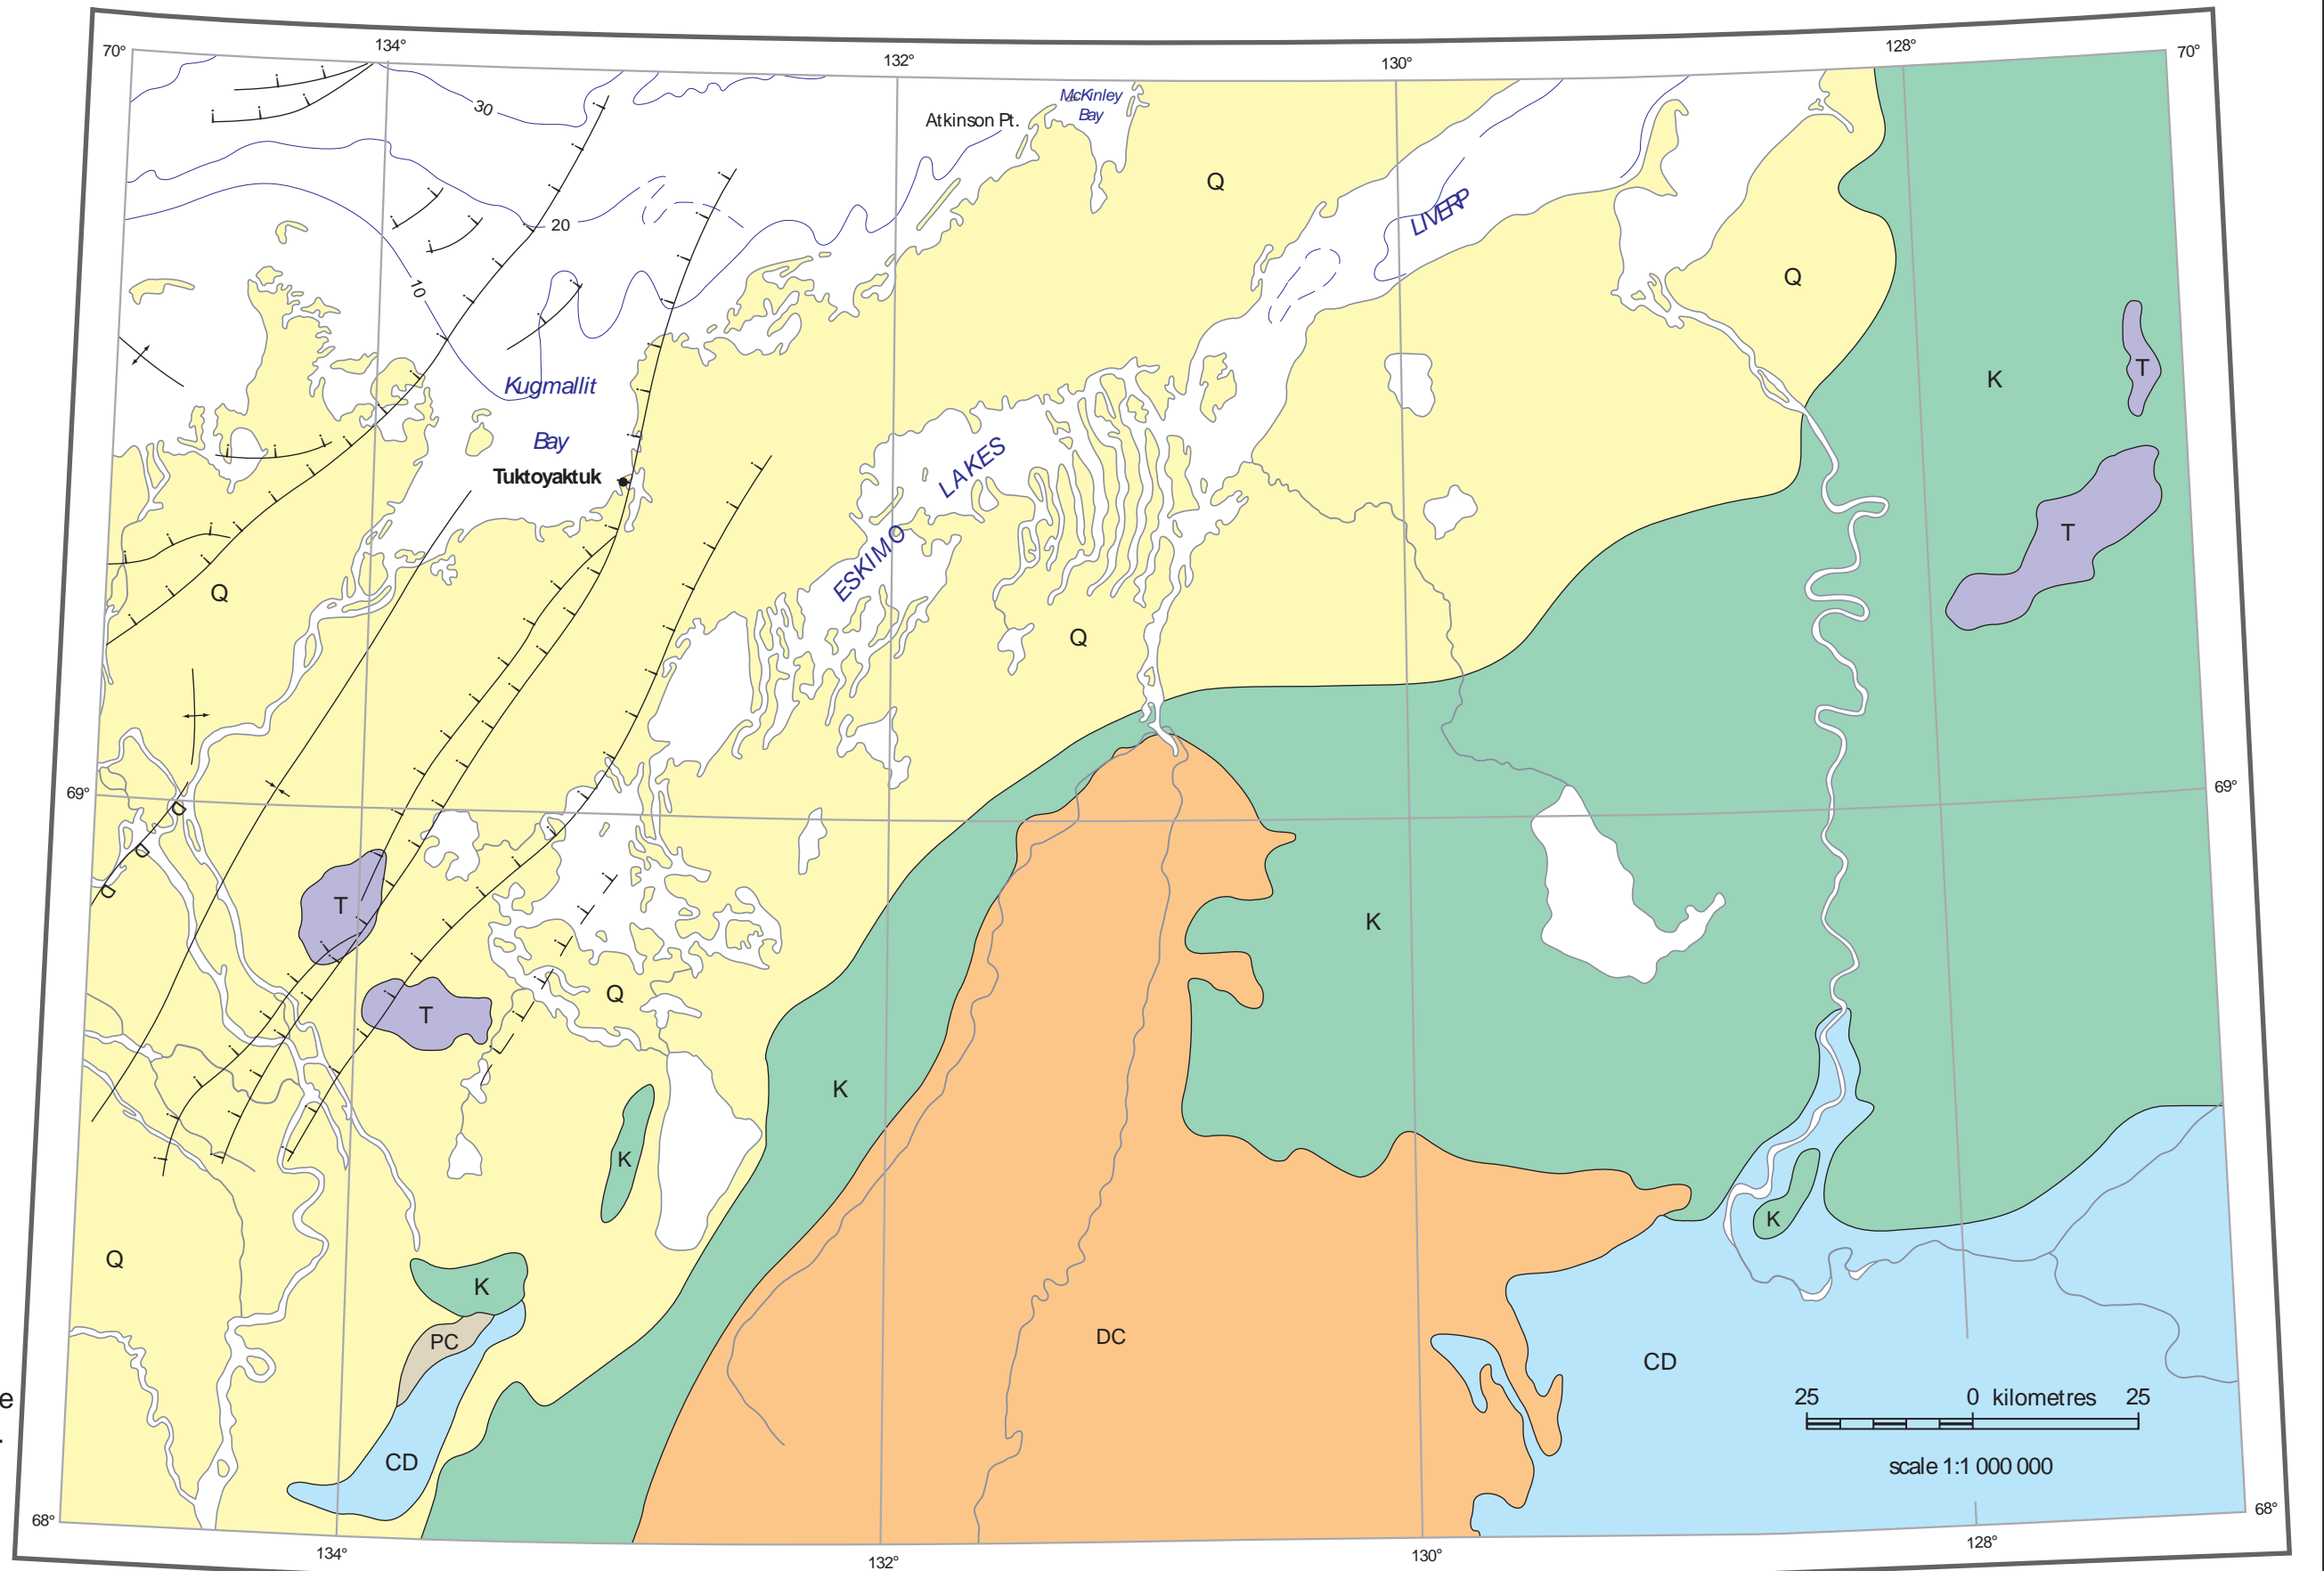 134°
132°
130°
128°
70°
70°
30
McKinley
Bay
Atkinson Pt.
Q
LIVERP
20
Q
10
K
T
Kugmallit
Bay
Tuktoyaktuk
LAKES
ESKIMO
T
Q
Q
69°
69°
T
K
Q
T
K
K
K
Q
K
PC
DC
CD
CD
25 0 kilometres 25
scale 1:1 000 000
e
.
68°
68°
134°
132°
130°
128°